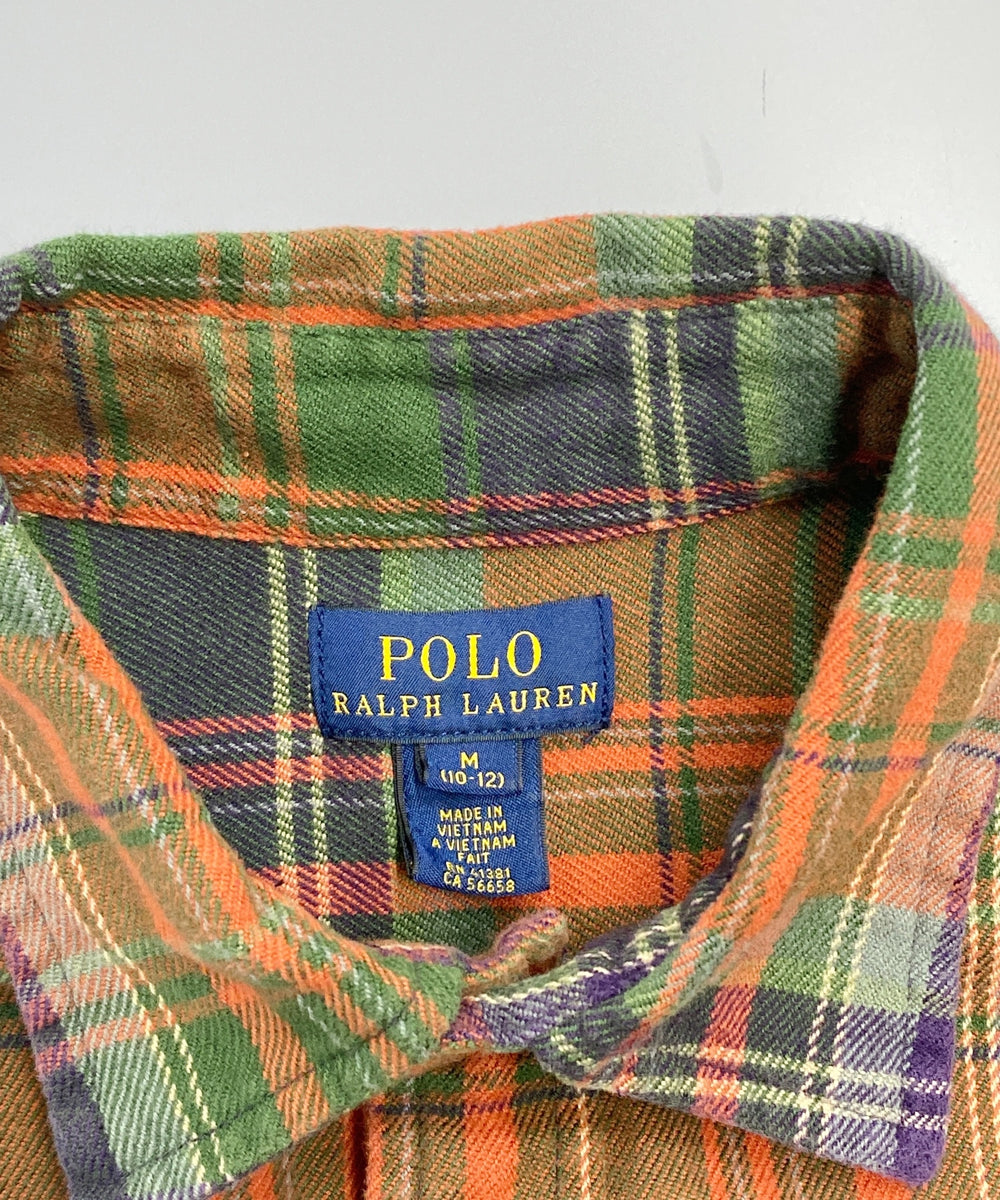 POLO
RALPH LAUREN
M
(10-12)
MADE IN
VIETNAM
A VIETNAM
FAIT
RN 41381
CA 56658